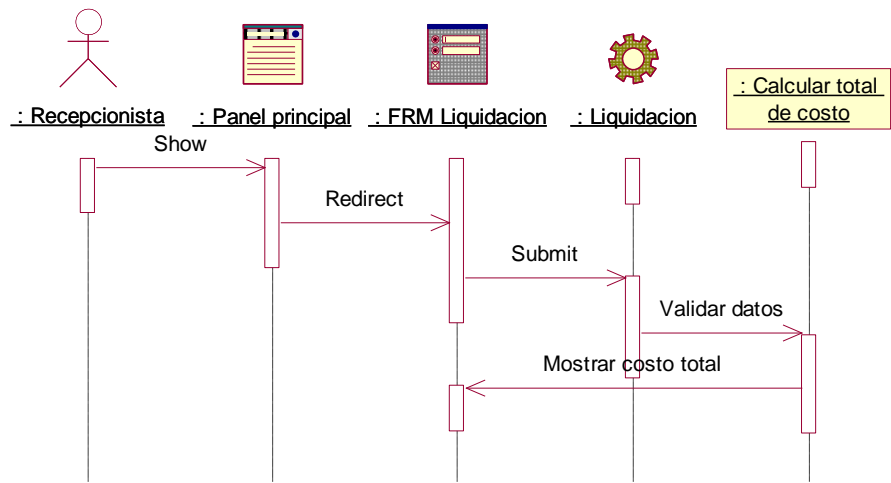 : Recepcionista
: Panel principal
: FRM Liquidacion
: Liquidacion
: Calcular total
de costo
Show
Redirect
Submit
Validar datos
Mostrar costo total